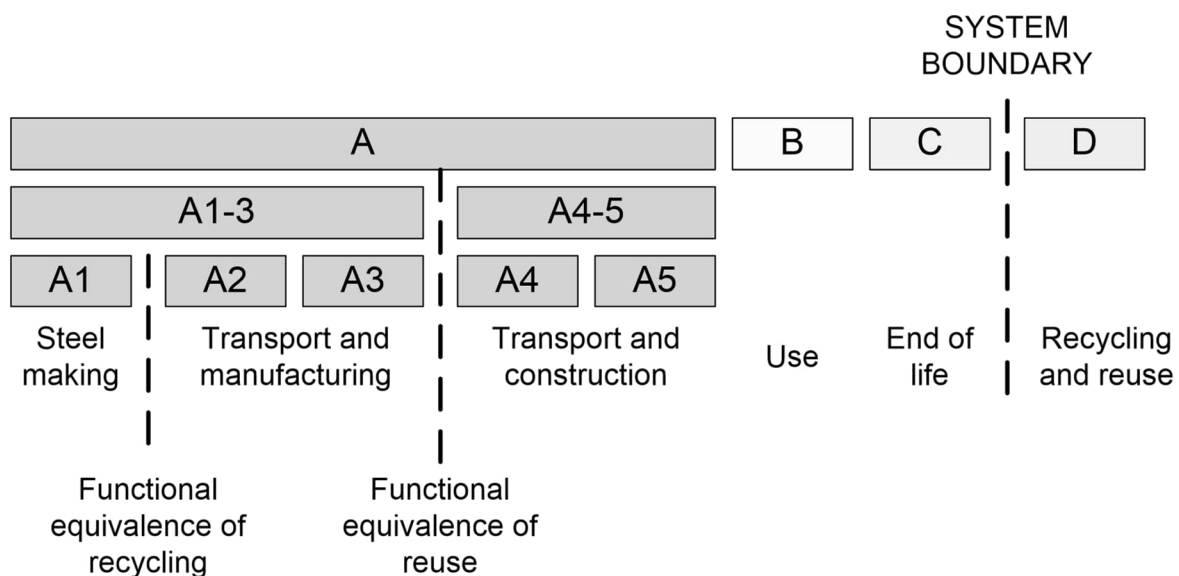 SYSTEM
BOUNDARY
A
B
C
D
A1-3
A4-5
A1
A2
A3
A4
A5
Steel
making
Transport and
manufacturing
Transport and
construction
Use
End of
life
Recycling
and reuse
Functional
equivalence of
recycling
Functional
equivalence of
reuse